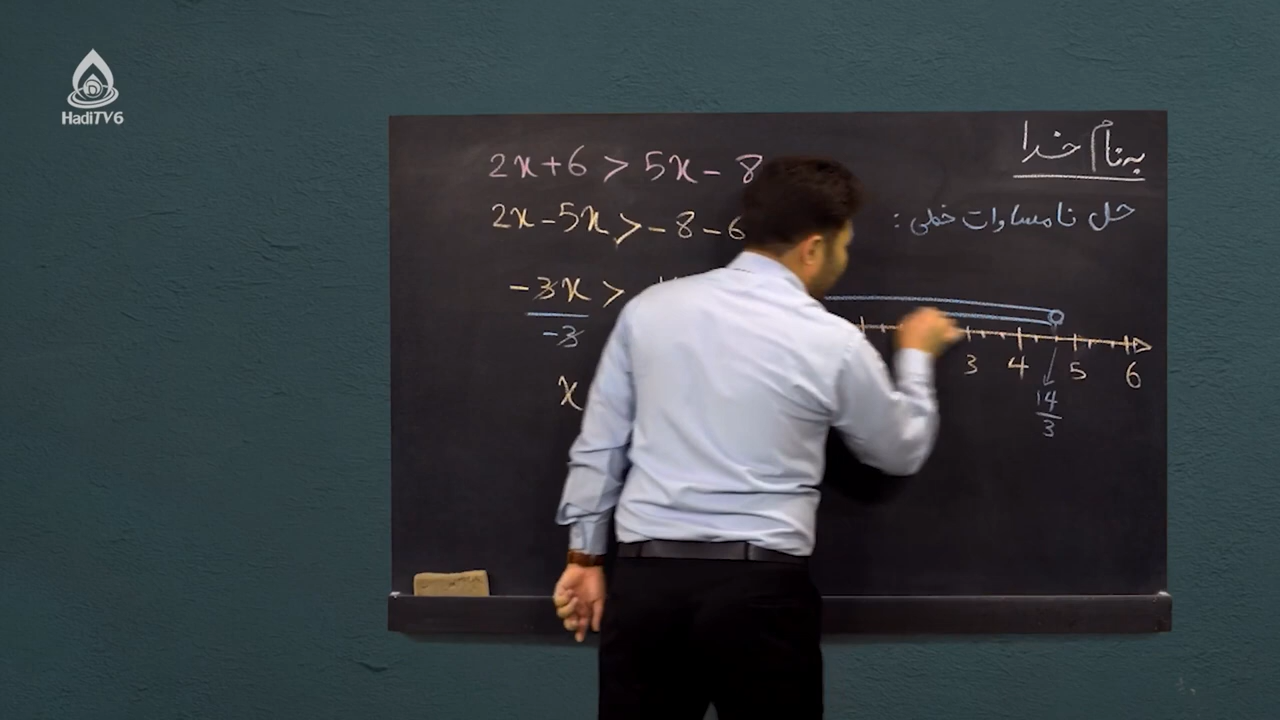 HadiTV6
به نام خدا
حل نامساوات خطی :
2x+6 > 5x-8
2x-5x > -8-6
-3x >
-3
x
3 4 5 6
14
3